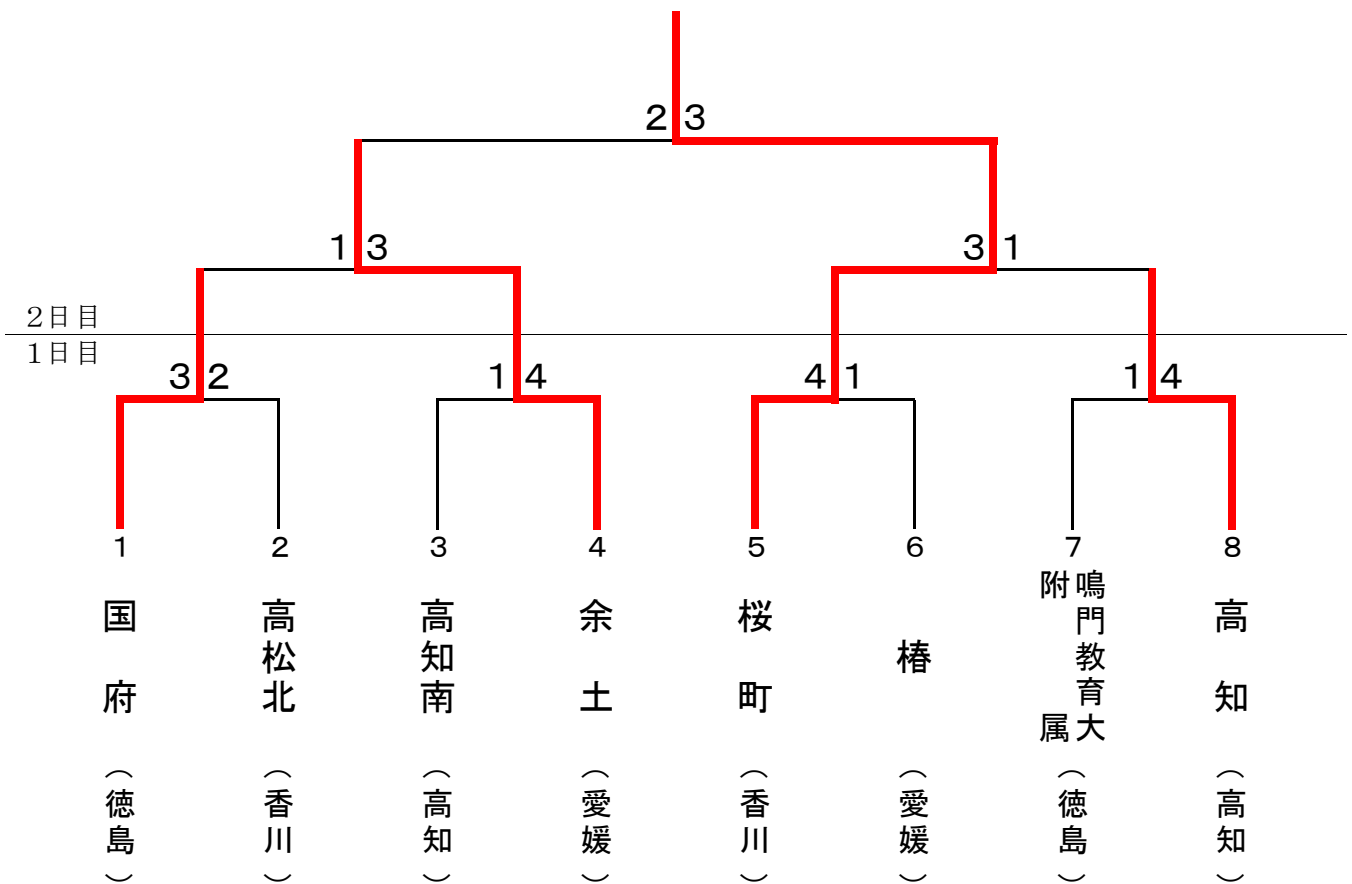 2 3
1 3
3 1
2日目
1日目
3 2
1 4
4 1
1 4
1
2
3
4
5
6
7
8
国府
(徳島)
高松北
(香川)
高知南
(高知)
余土
(愛媛)
桜町
(香川)
椿
(愛媛)
鳴門教育大
附属
(徳島)
高知
(高知)